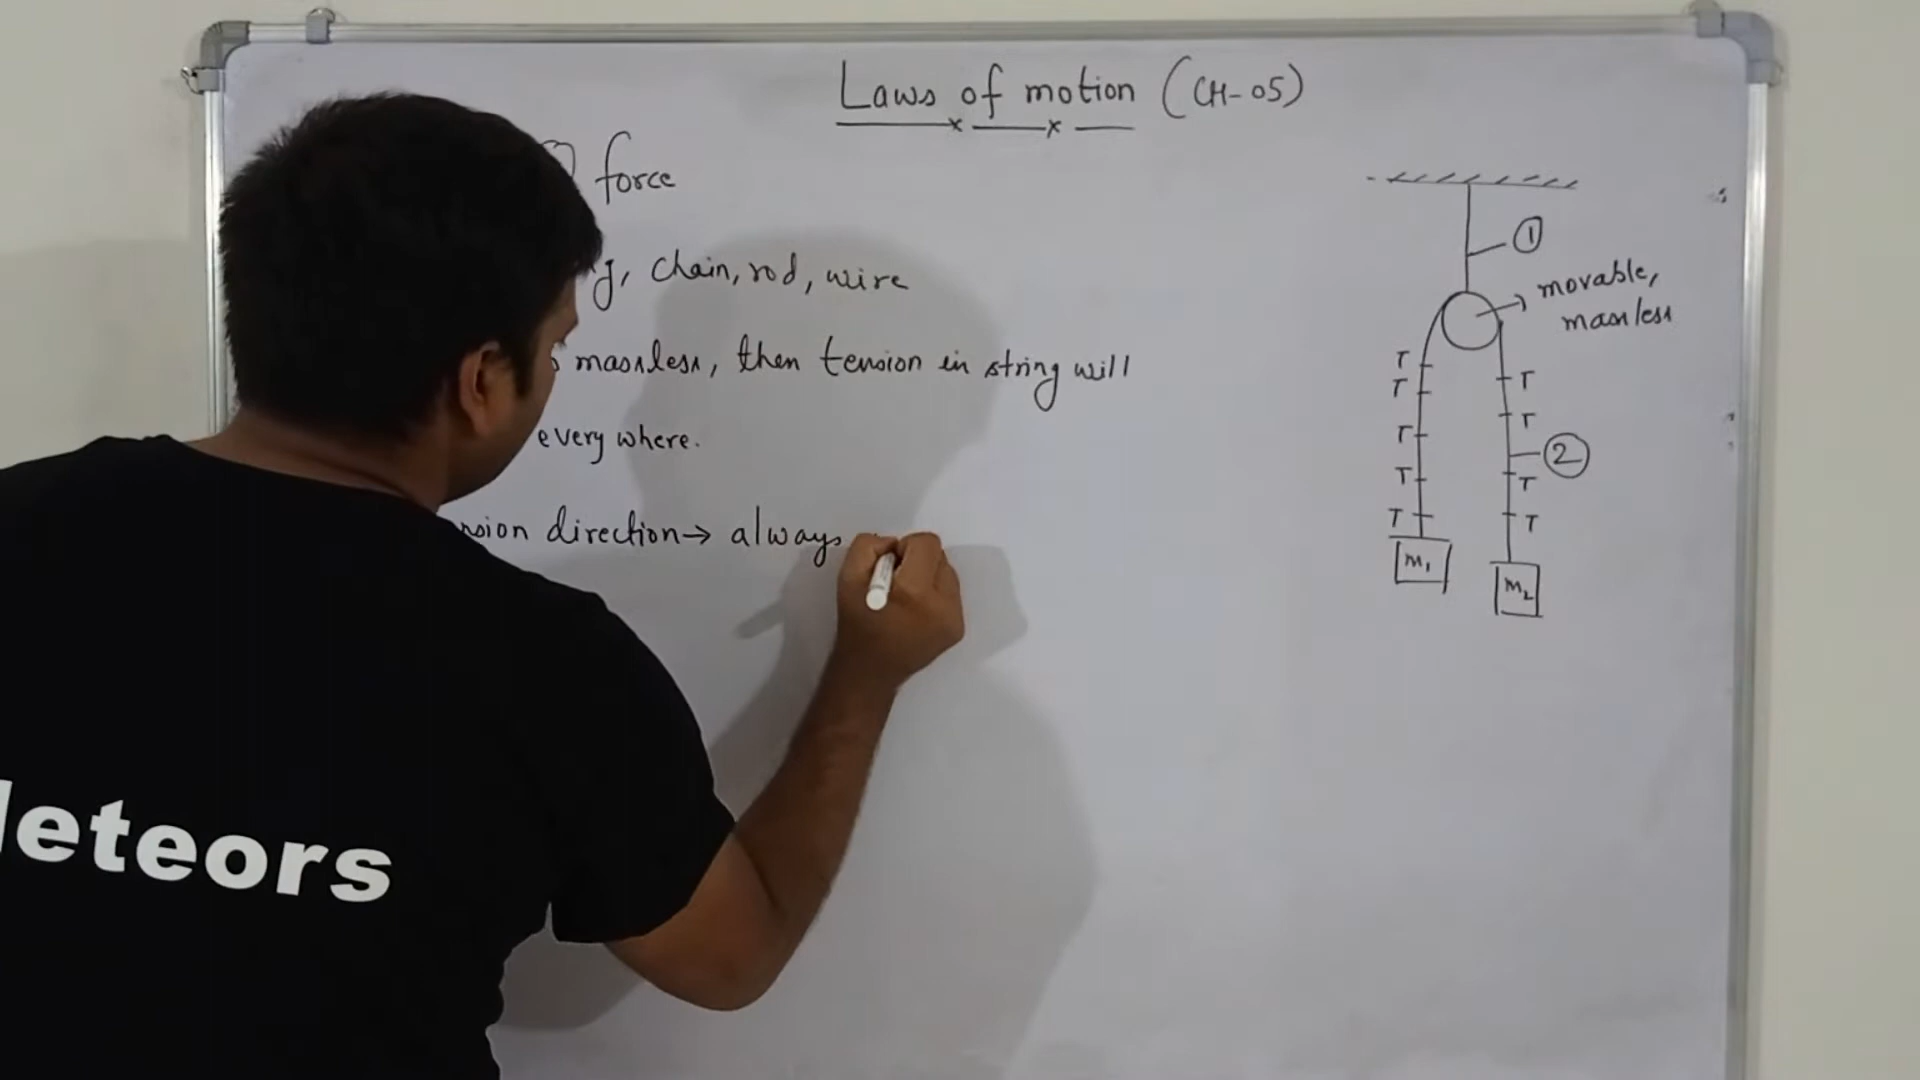 Laws of motion (CH-05)
force
chain, rod, wire
massless, then tension in string will
every where.
direction → always
1
movable,
massless
T
T
T
T
T
T
T
T
T
2
m1
m2
eteors